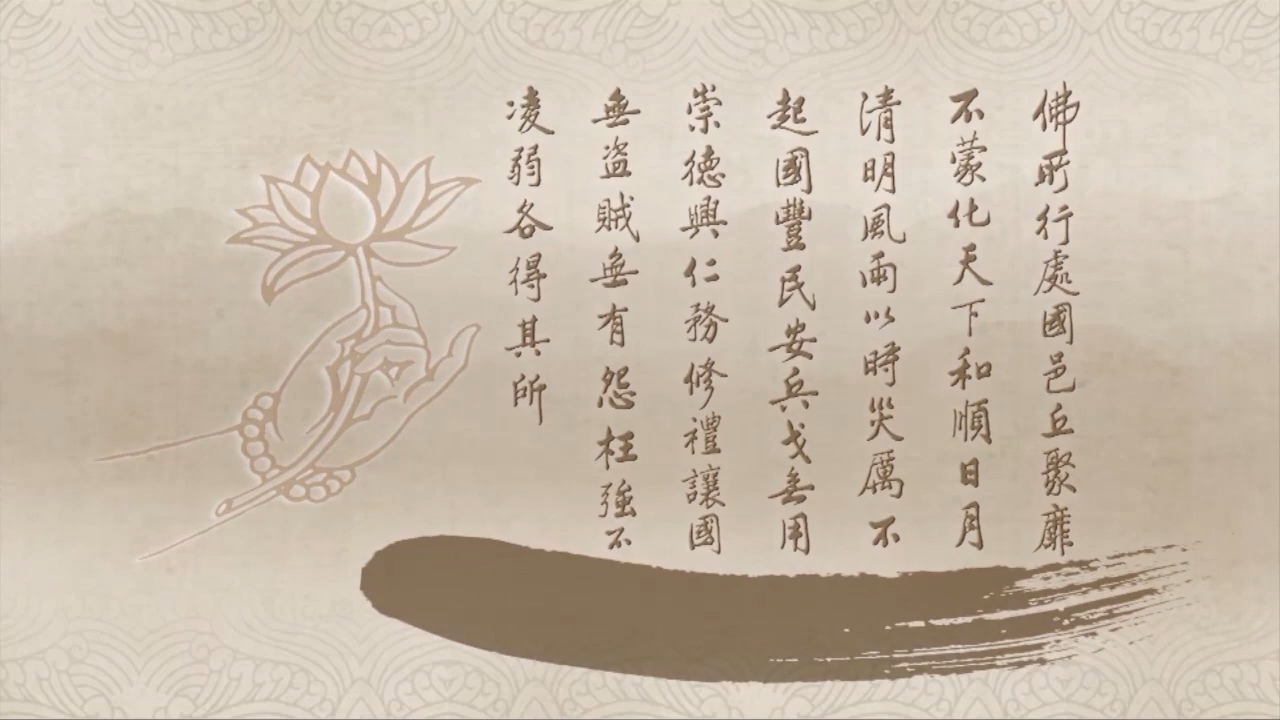 佛所行處國邑丘聚靡
不蒙化天下和順日月
清明風雨以時災厲不
起國豐民安兵戈無用
崇德興仁務修禮讓國
無盜賊無有怨枉強不
凌弱各得其所